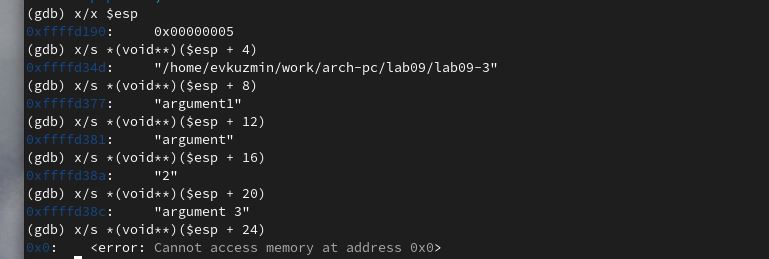 (gdb) x/x $esp
0xffffd190:     0x00000005
(gdb) x/s *(void**)($esp + 4)
0xffffd34d:     "/home/evkuzmin/work/arch-pc/lab09/lab09-3"
(gdb) x/s *(void**)($esp + 8)
0xffffd377:     "argument1"
(gdb) x/s *(void**)($esp + 12)
0xffffd381:     "argument"
(gdb) x/s *(void**)($esp + 16)
0xffffd38a:     "2"
(gdb) x/s *(void**)($esp + 20)
0xffffd38c:     "argument 3"
(gdb) x/s *(void**)($esp + 24)
0x0:    <error: Cannot access memory at address 0x0>